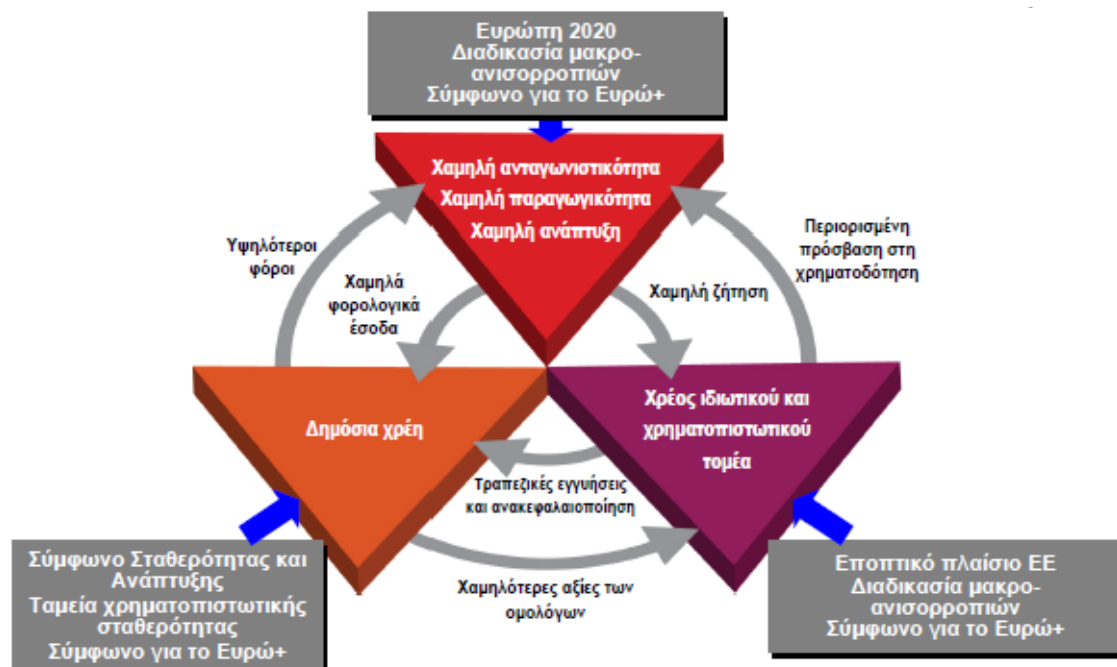 Ευρώπη 2020
Διαδικασία μακρο-
ανισορροπιών
Σύμφωνο για το Ευρώ+
Χαμηλή ανταγωνιστικότητα
Χαμηλή παραγωγικότητα
Χαμηλή ανάπτυξη
Υψηλότεροι
φόροι
Χαμηλά
φορολογικά
έσοδα
Χαμηλή ζήτηση
Περιορισμένη
πρόσβαση στη
χρηματοδότηση
Δημόσια χρέη
Χρέος ιδιωτικού και
χρηματοπιστωτικού
τομέα
Τραπεζικές εγγυήσεις
και ανακεφαλαιοποίηση
Χαμηλότερες αξίες των
ομολόγων
Σύμφωνο Σταθερότητας και
Ανάπτυξης
Ταμεία χρηματοπιστωτικής
σταθερότητας
Σύμφωνο για το Ευρώ+
Εποπτικό πλαίσιο ΕΕ
Διαδικασία μακρο-
ανισορροπιών
Σύμφωνο για το Ευρώ+